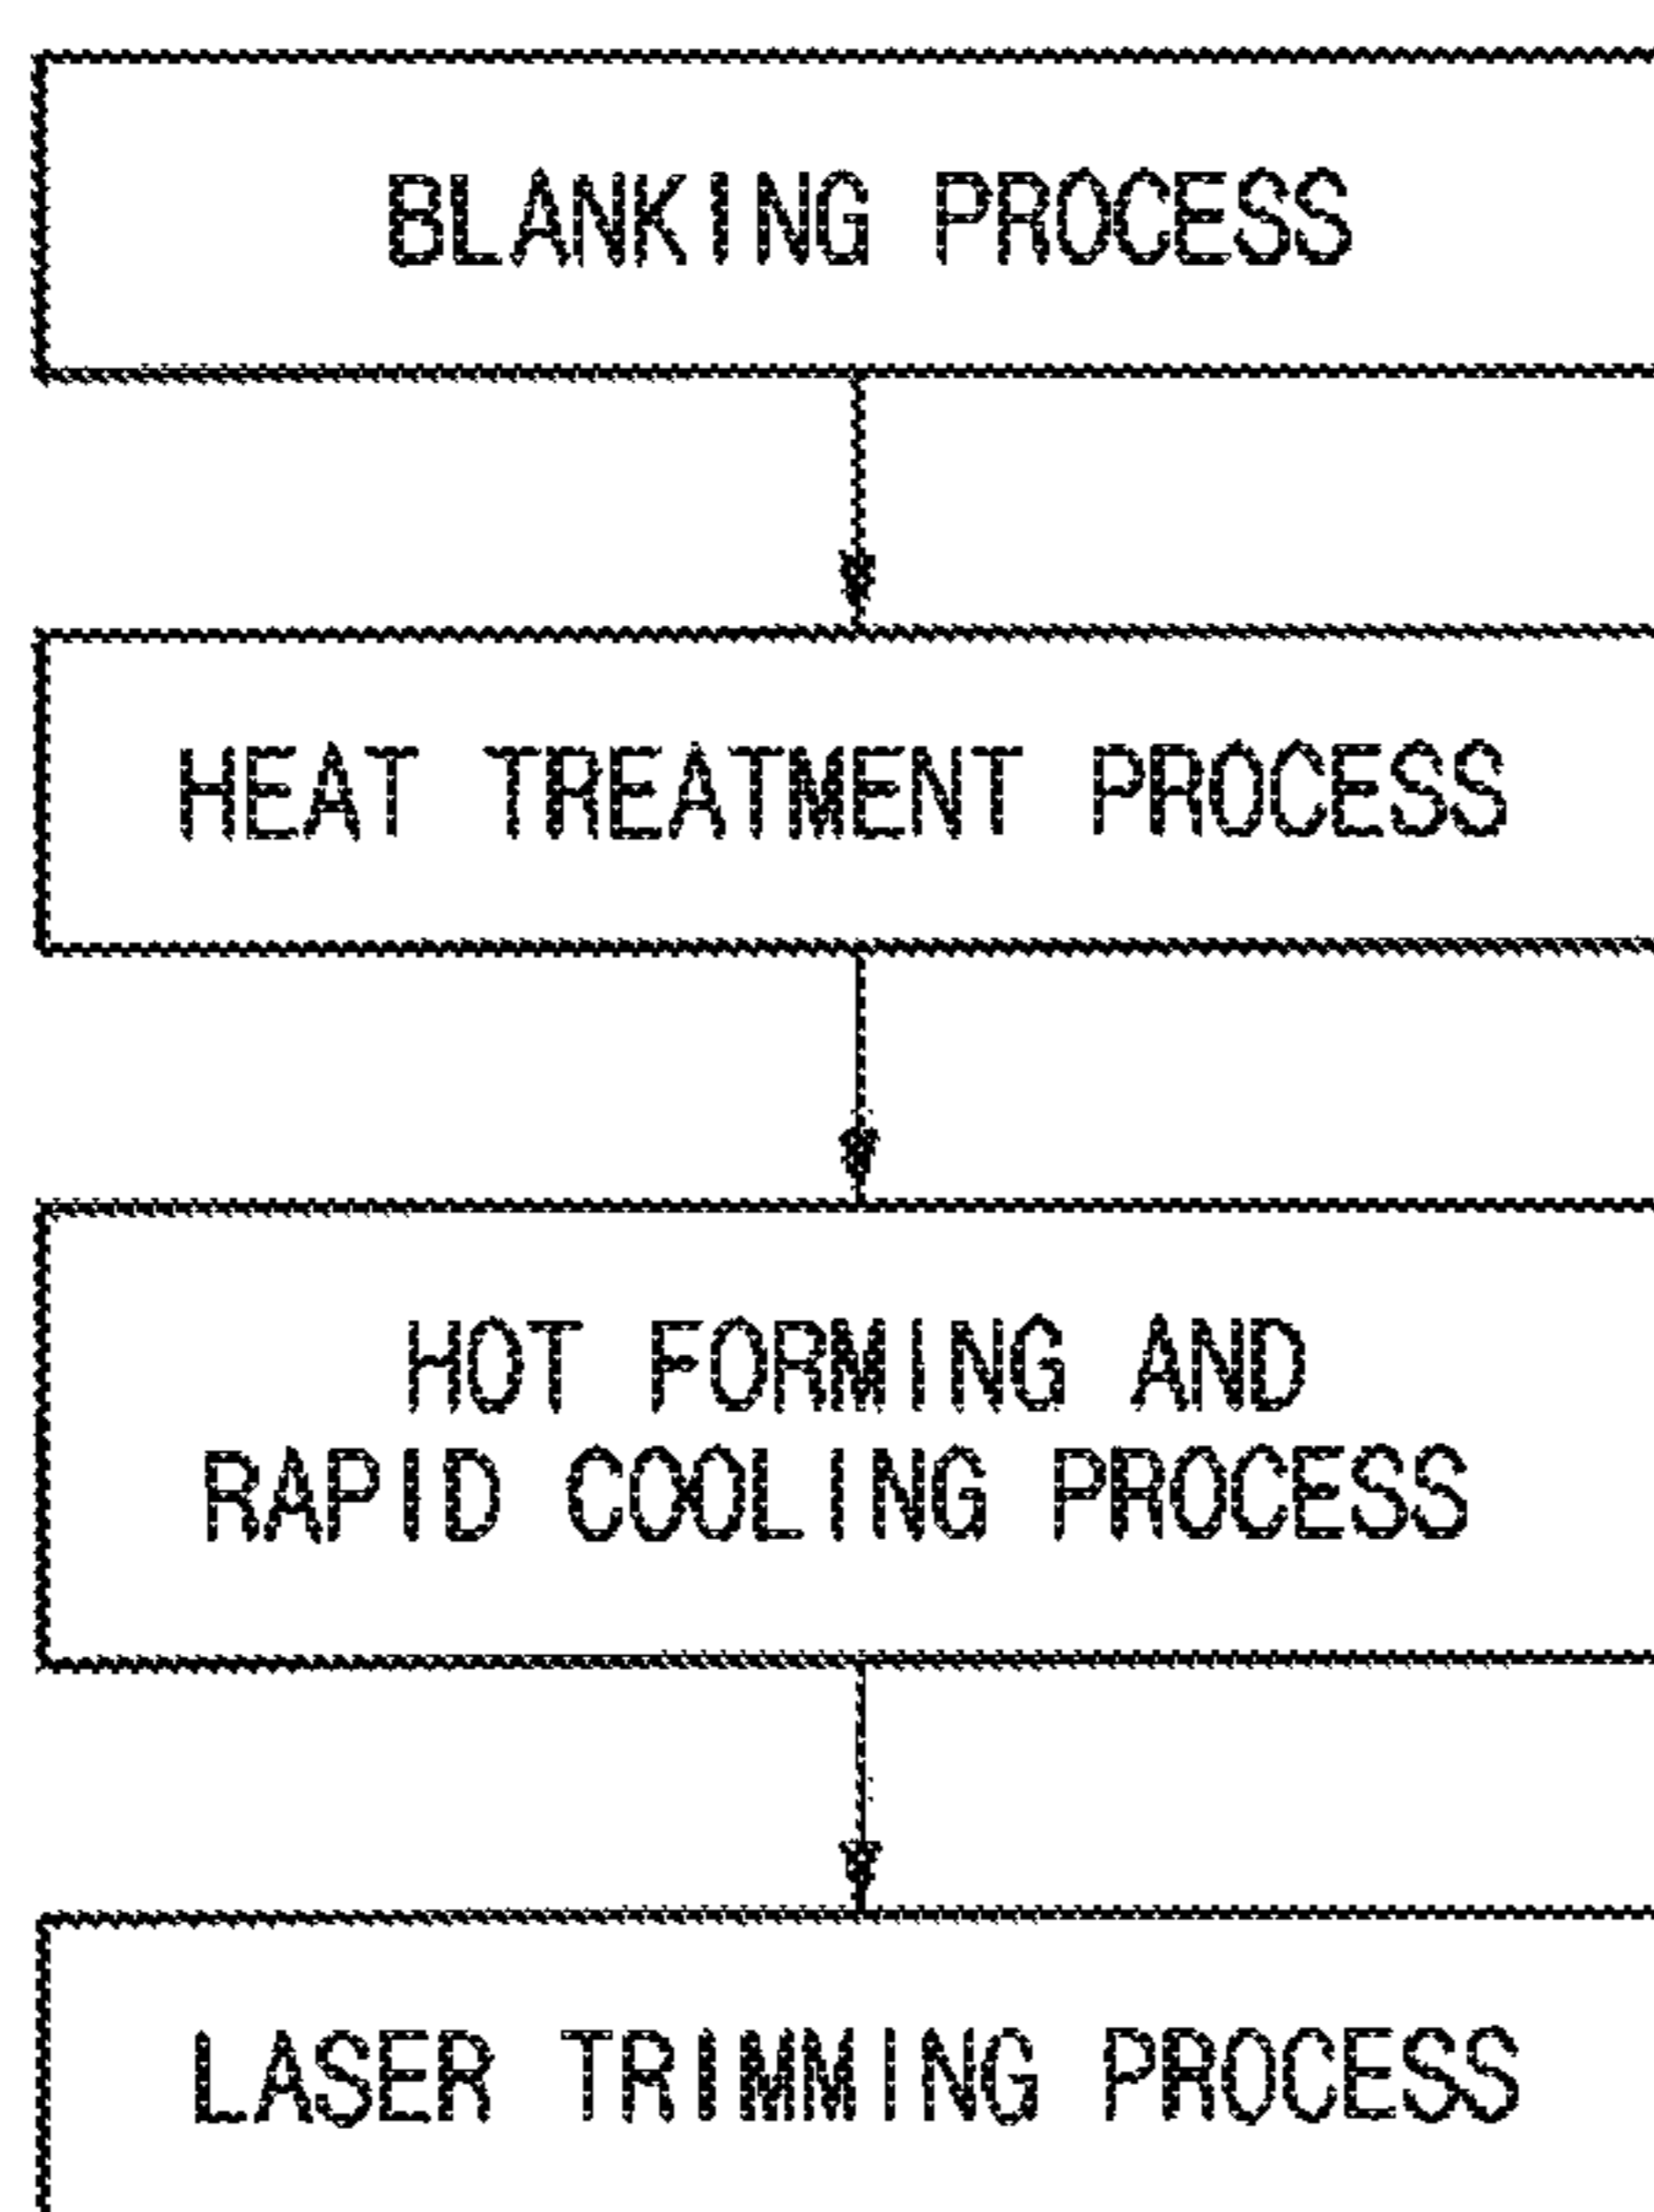 BLANKING PROCESS
HEAT TREATMENT PROCESS
HOT FORMING AND
RAPID COOLING PROCESS
LASER TRIMMING PROCESS